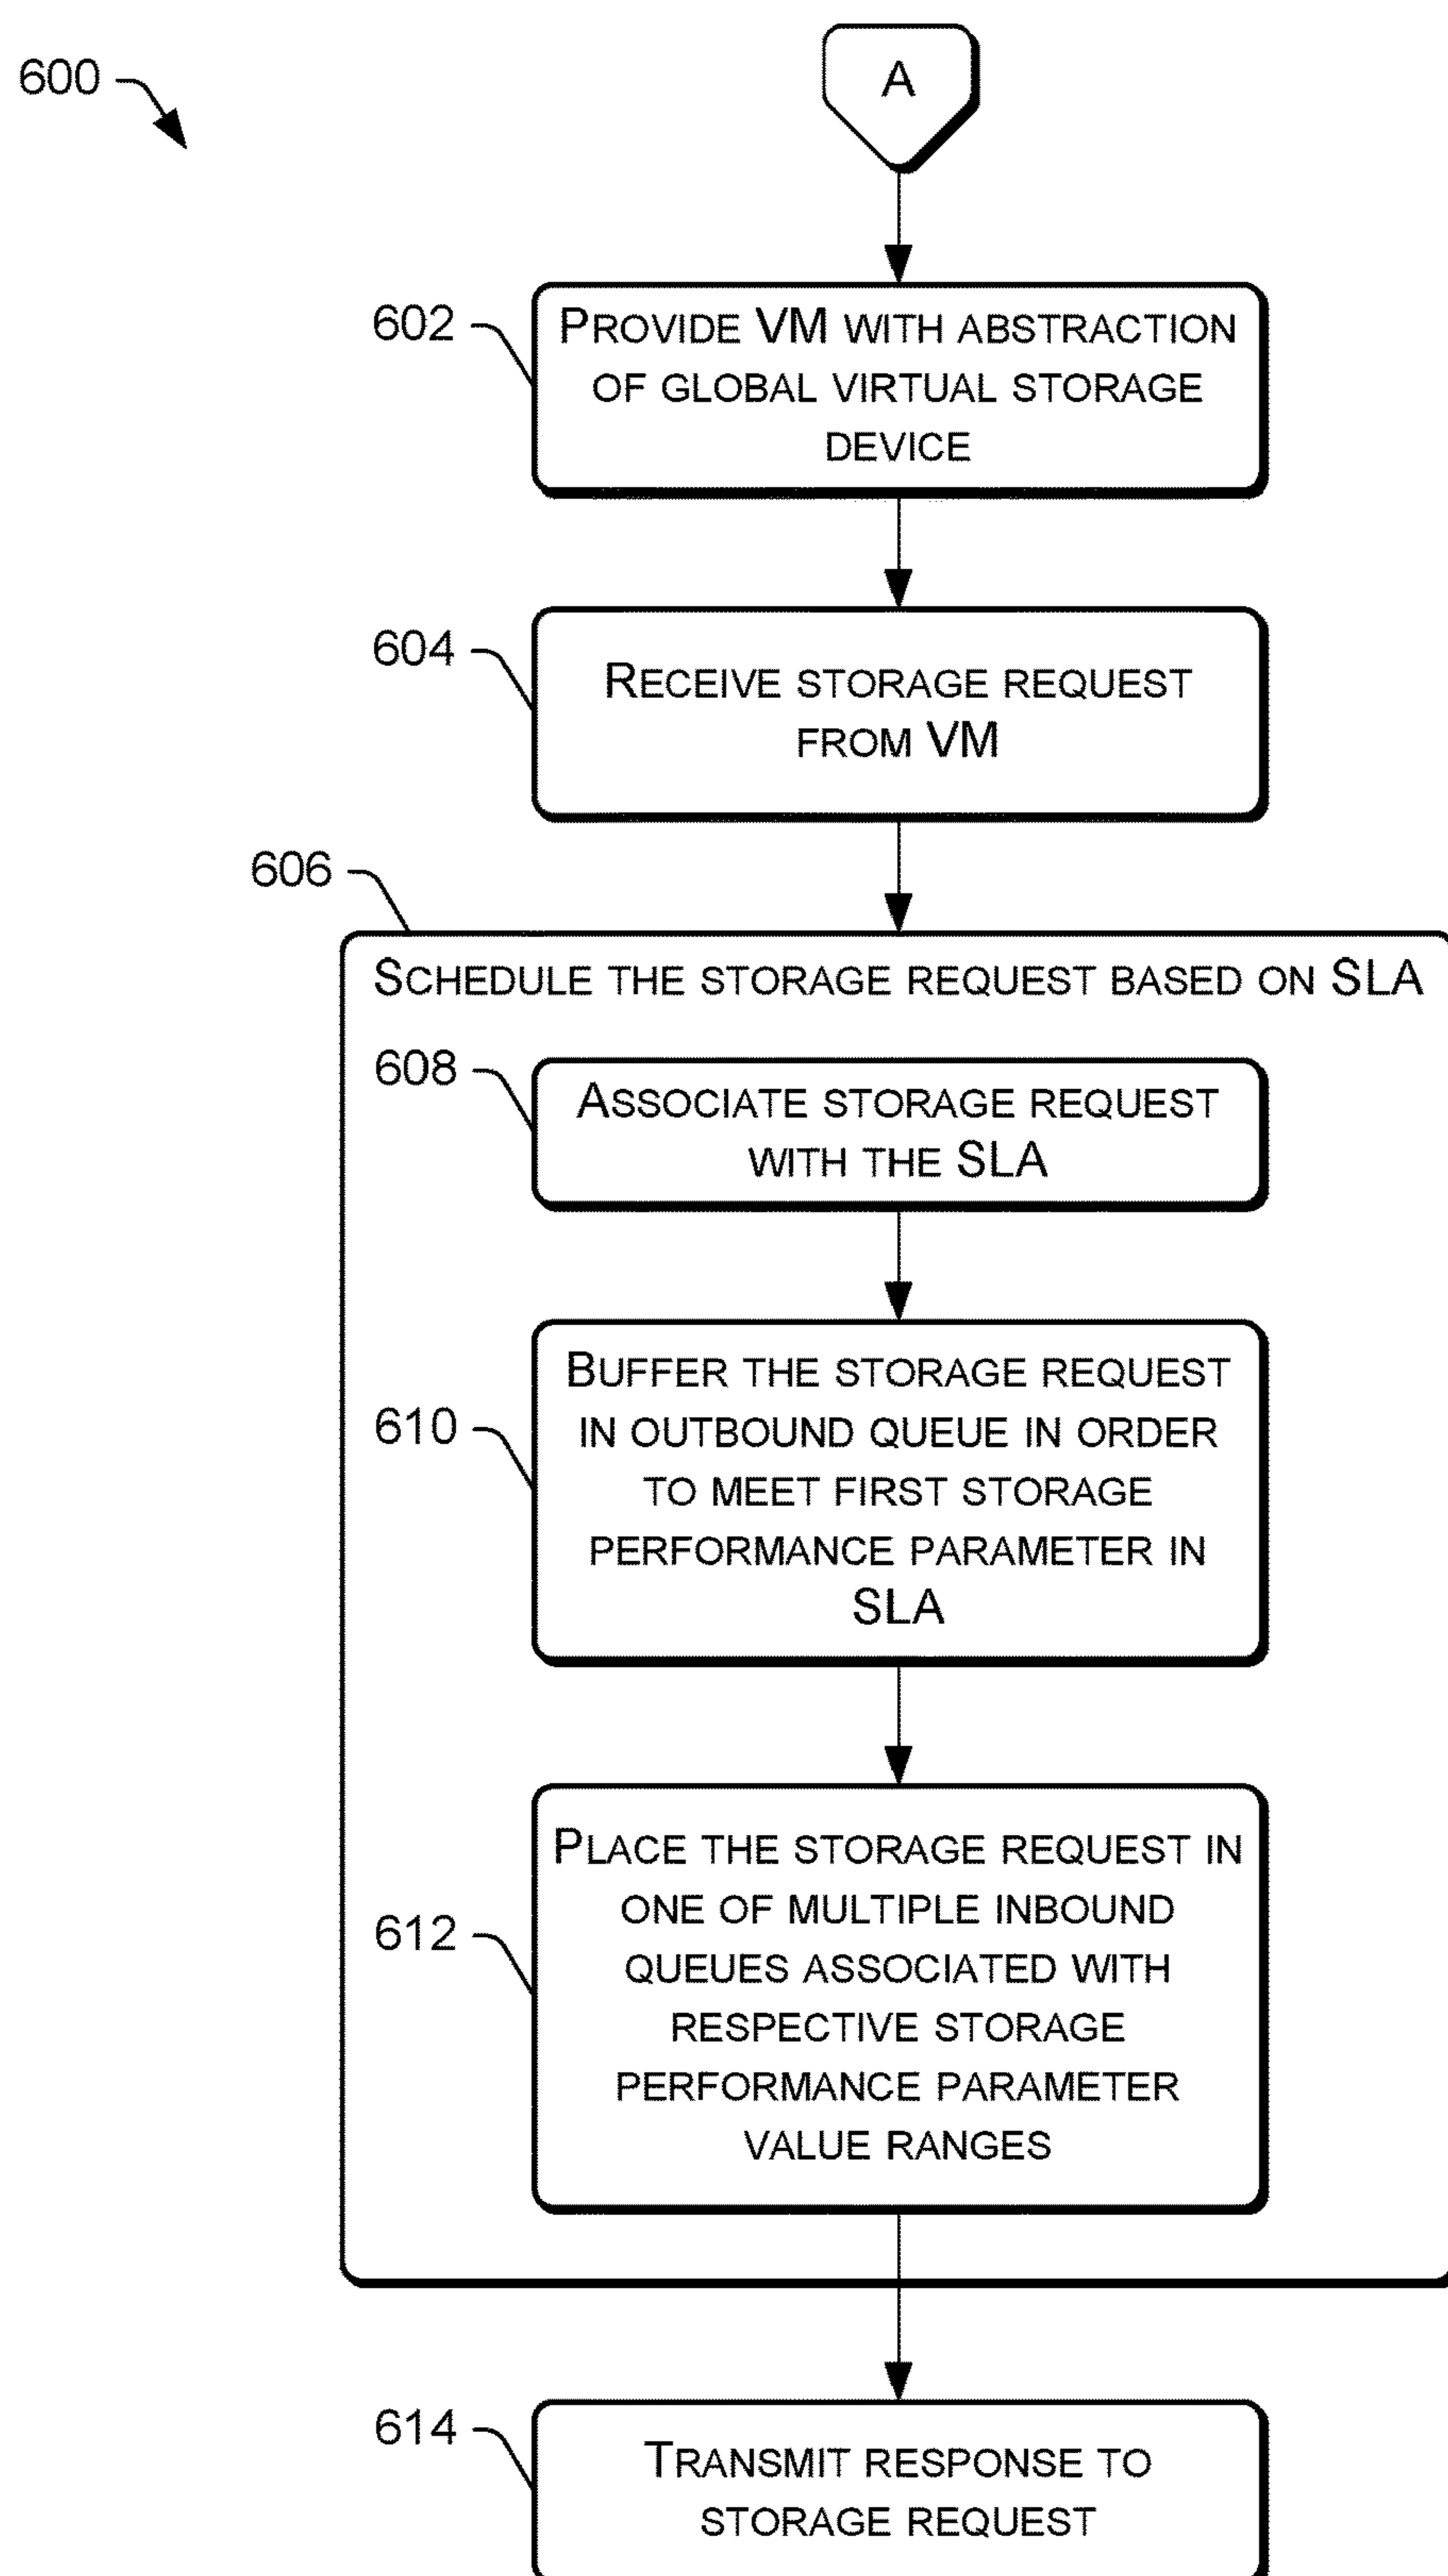 600
A
602
PROVIDE VM WITH ABSTRACTION
OF GLOBAL VIRTUAL STORAGE
DEVICE
604
RECEIVE STORAGE REQUEST
FROM VM
606
SCHEDULE THE STORAGE REQUEST BASED ON SLA
608
ASSOCIATE STORAGE REQUEST
WITH THE SLA
610
BUFFER THE STORAGE REQUEST
IN OUTBOUND QUEUE IN ORDER
TO MEET FIRST STORAGE
PERFORMANCE PARAMETER IN
SLA
612
PLACE THE STORAGE REQUEST IN
ONE OF MULTIPLE INBOUND
QUEUES ASSOCIATED WITH
RESPECTIVE STORAGE
PERFORMANCE PARAMETER
VALUE RANGES
614
TRANSMIT RESPONSE TO
STORAGE REQUEST